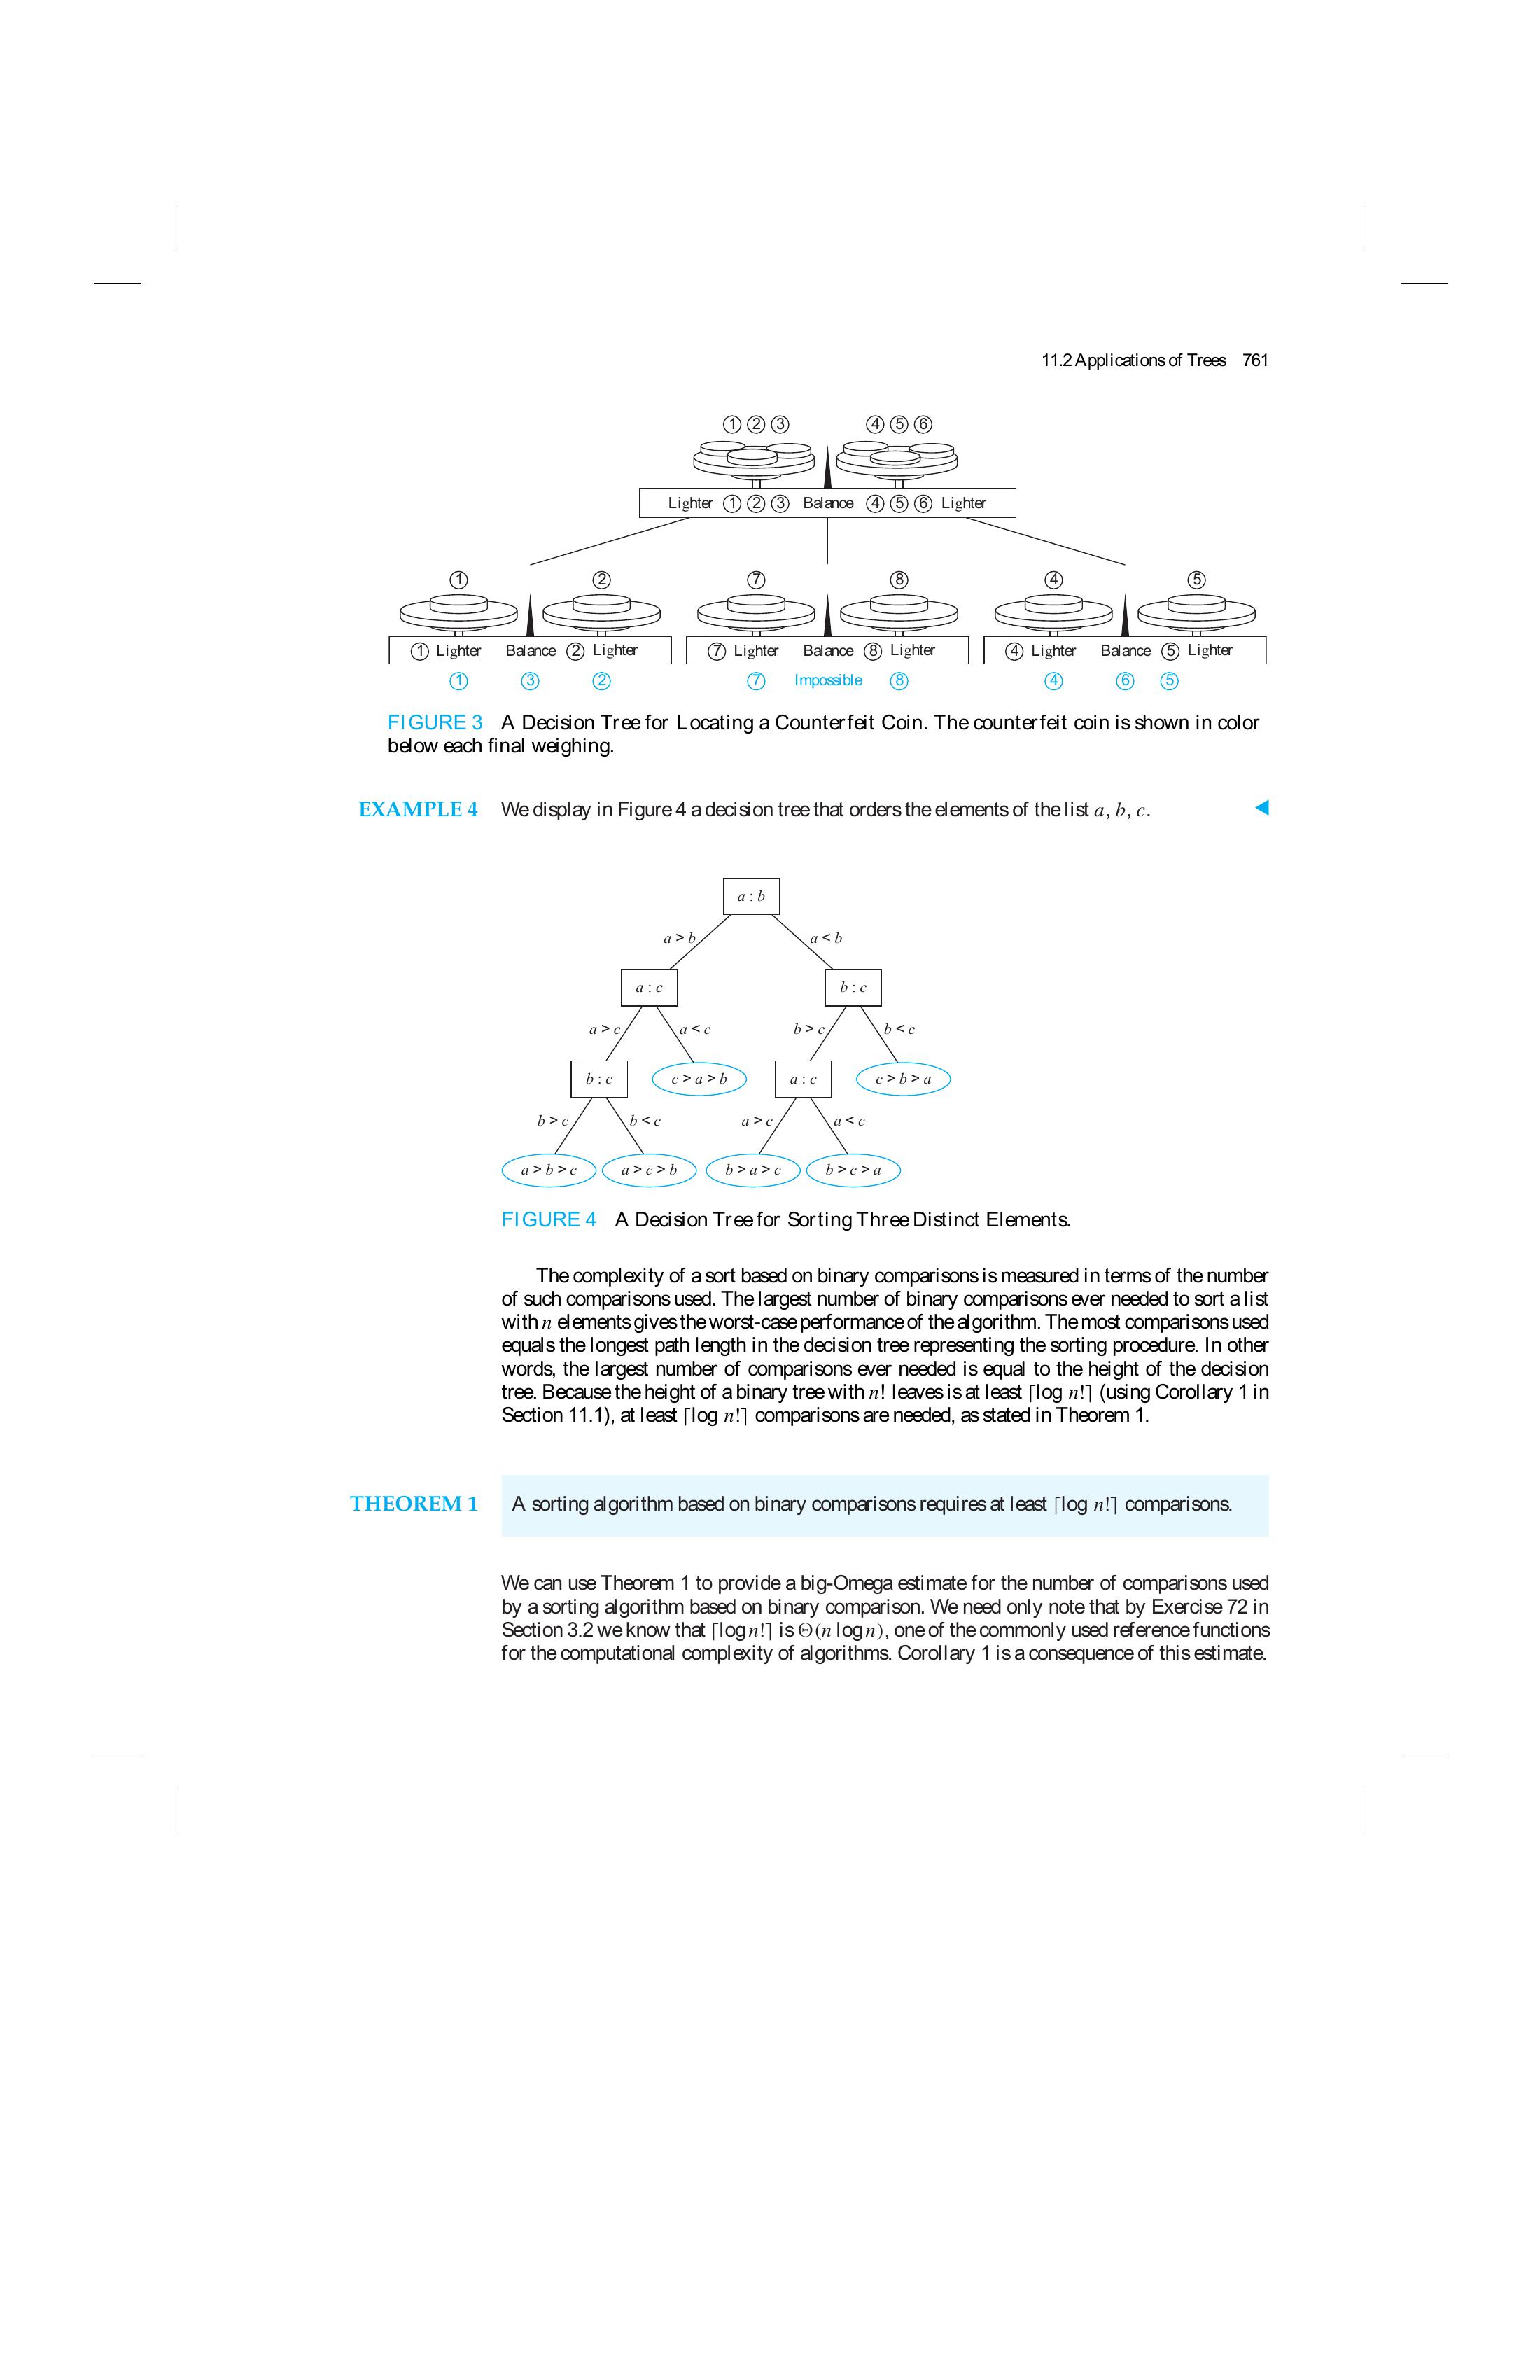 11.2 Applications of Trees 761
① ② ③ ④ ⑤ ⑥
Lighter ① ② ③ Balance ④ ⑤ ⑥ Lighter
① ② ⑦ ⑧ ④ ⑤
① Lighter Balance ② Lighter ⑦ Lighter Balance ⑧ Lighter ④ Lighter Balance ⑤ Lighter
① ③ ② ⑦ Impossible ⑧ ④ ⑥ ⑤
FIGURE 3 A Decision Tree for Locating a Counterfeit Coin. The counterfeit coin is shown in color
below each final weighing.
EXAMPLE 4 We display in Figure 4 a decision tree that orders the elements of the list a, b, c.
a : b
a > b a < b
a : c b : c
a > c a < c b > c b < c
b : c c > a > b a : c c > b > a
b > c b < c a > c a < c
a > b > c a > c > b b > a > c b > c > a
FIGURE 4 A Decision Tree for Sorting Three Distinct Elements.
The complexity of a sort based on binary comparisons is measured in terms of the number
of such comparisons used. The largest number of binary comparisons ever needed to sort a list
with n elements gives the worst-case performance of the algorithm. The most comparisons used
equals the longest path length in the decision tree representing the sorting procedure. In other
words, the largest number of comparisons ever needed is equal to the height of the decision
tree. Because the height of a binary tree with n! leaves is at least ⌈log n!⌉ (using Corollary 1 in
Section 11.1), at least ⌈log n!⌉ comparisons are needed, as stated in Theorem 1.
THEOREM 1 A sorting algorithm based on binary comparisons requires at least ⌈log n!⌉ comparisons.
We can use Theorem 1 to provide a big-Omega estimate for the number of comparisons used
by a sorting algorithm based on binary comparison. We need only note that by Exercise 72 in
Section 3.2 we know that ⌈log n!⌉ is Θ(n log n), one of the commonly used reference functions
for the computational complexity of algorithms. Corollary 1 is a consequence of this estimate.